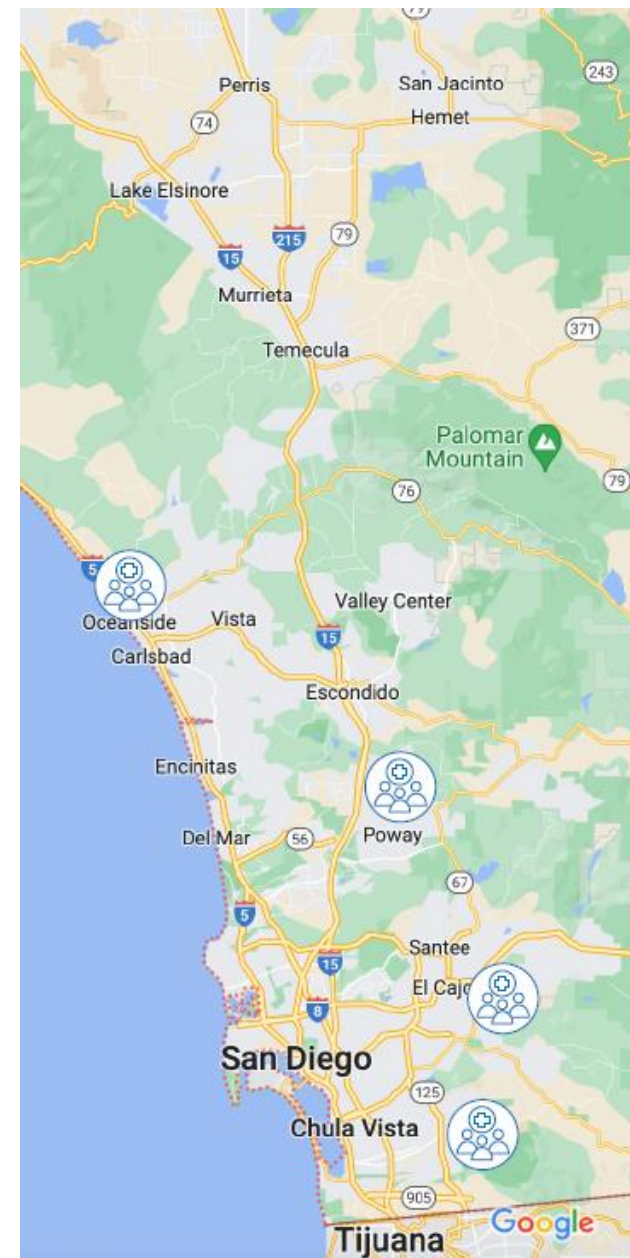 79
243
Perris
San Jacinto
74
Hemet
Lake Elsinore
79
215
15
Murrieta
371
Temecula
Palomar
Mountain
79
76
5
Valley Center
Oceanside
Vista
15
Carlsbad
Escondido
Encinitas
Del Mar
56
Poway
67
5
Santee
15
El Cajo
8
San Diego
125
Chula Vista
905
Google
Tijuana